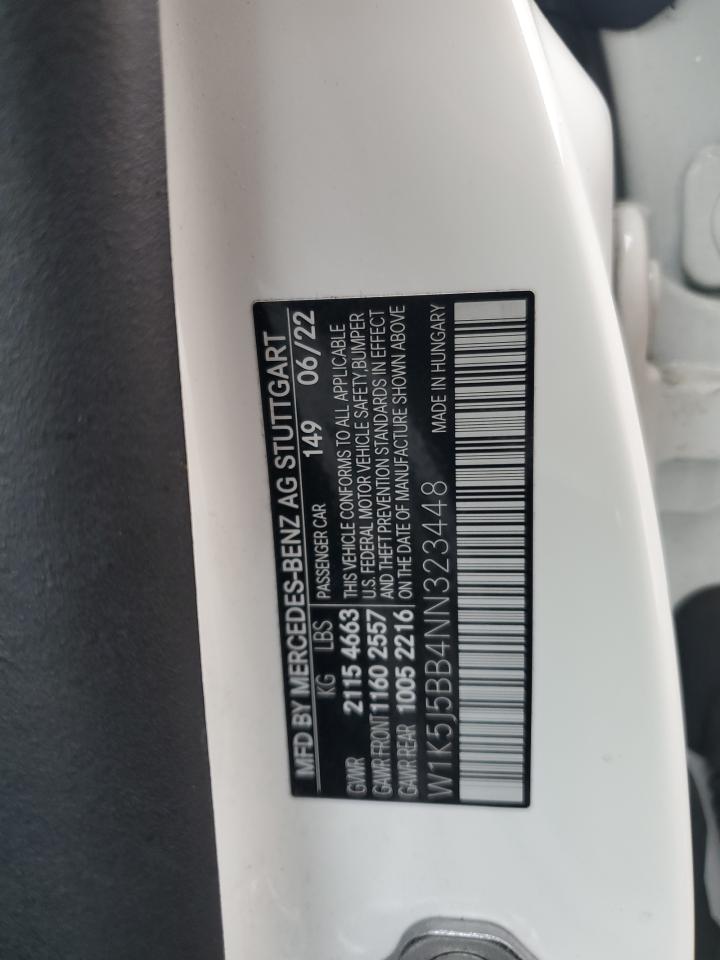 MFD BY MERCEDES-BENZ AG STUTTGART
KG LBS PASSENGER CAR 149 06/22
GVWR 2115 4663 THIS VEHICLE CONFORMS TO ALL APPLICABLE
GAWR FRONT 1160 2557 U.S. FEDERAL MOTOR VEHICLE SAFETY,BUMPER
GAWR REAR 1005 2216 AND THEFT PREVENTION STANDARDS IN EFFECT
ON THE DATE OF MANUFACTURE SHOWN ABOVE
W1K5J5BB4NN323448 MADE IN HUNGARY